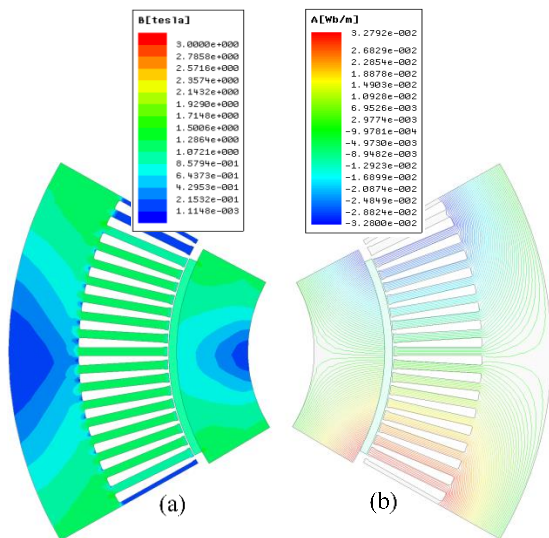 B[tesla]
3.0000e+000
2.7858e+000
2.5716e+000
2.3574e+000
2.1432e+000
1.9290e+000
1.7148e+000
1.5006e+000
1.2864e+000
1.0721e+000
8.5794e-001
6.4373e-001
4.2953e-001
2.1532e-001
1.1148e-003
A[Wb/m]
3.2792e-002
2.6829e-002
2.2854e-002
1.8878e-002
1.4903e-002
1.0928e-002
6.9526e-003
2.9774e-003
-9.9781e-004
-4.9730e-003
-8.9482e-003
-1.2923e-002
-1.6899e-002
-2.0874e-002
-2.4849e-002
-2.8824e-002
-3.2800e-002
(a)
(b)